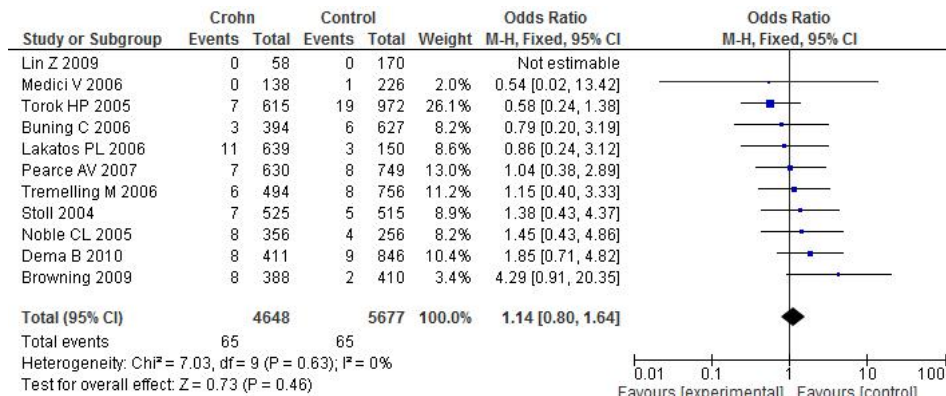 Crohn Control Odds Ratio Odds Ratio
Study or Subgroup Events Total Events Total Weight M-H, Fixed, 95% CI M-H, Fixed, 95% CI
Lin Z 2009 0 58 0 170 Not estimable
Medici V 2006 0 138 1 226 2.0% 0.54 [0.02, 13.42]
Torok HP 2005 7 615 19 972 26.1% 0.58 [0.24, 1.38]
Buning C 2006 3 394 6 627 8.2% 0.79 [0.20, 3.19]
Lakatos PL 2006 11 639 3 150 8.6% 0.86 [0.24, 3.12]
Pearce AV 2007 7 630 8 749 13.0% 1.04 [0.38, 2.89]
Tremelling M 2006 6 494 8 756 11.2% 1.15 [0.40, 3.33]
Stoll 2004 7 525 5 515 8.9% 1.38 [0.43, 4.37]
Noble CL 2005 8 356 4 256 8.2% 1.45 [0.43, 4.86]
Dema B 2010 8 411 9 846 10.4% 1.85 [0.71, 4.82]
Browning 2009 8 388 2 410 3.4% 4.29 [0.91, 20.35]
Total (95% CI) 4648 5677 100.0% 1.14 [0.80, 1.64]
Total events 65 65
Heterogeneity: Chi² = 7.03, df = 9 (P = 0.63); I² = 0%
Test for overall effect: Z = 0.73 (P = 0.46)
0.01 0.1 1 10 100
Favours [experimental] Favours [control]